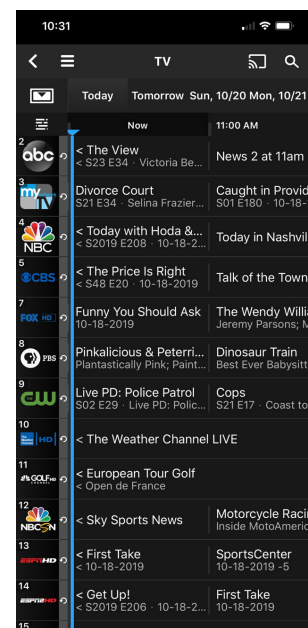 10:31
TV
Today Tomorrow Sun, 10/20 Mon, 10/21
Now 11:00 AM
2
abc
< The View
< S23 E34 · Victoria Be...
News 2 at 11am
3
my
TV
Divorce Court
S21 E34 · Selina Frazier...
Caught in Provid
S01 E180 · 10-18-
4
NBC
< Today with Hoda &...
< S2019 E208 · 10-18-2...
Today in Nashvil
5
CBS
< The Price Is Right
< S48 E20 · 10-18-2019
Talk of the Town
7
FOX HD
Funny You Should Ask
10-18-2019
The Wendy Willia
Jeremy Parsons; M
8
PBS
Pinkalicious & Peterri...
Plantastically Pink; Paint...
Dinosaur Train
Best Ever Babysitt
9
CW
Live PD: Police Patrol
S02 E29 · Live PD: Polic...
Cops
S21 E17 · Coast to
10
HD
< The Weather Channel LIVE
11
GOLF HD
< European Tour Golf
< Open de France
12
NBCSN
< Sky Sports News
Motorcycle Racin
Inside MotoAmeric
13
ESPN HD
< First Take
< 10-18-2019
SportsCenter
10-18-2019 -5
14
ESPN2 HD
< Get Up!
< S2019 E206 · 10-18-2...
First Take
10-18-2019
15